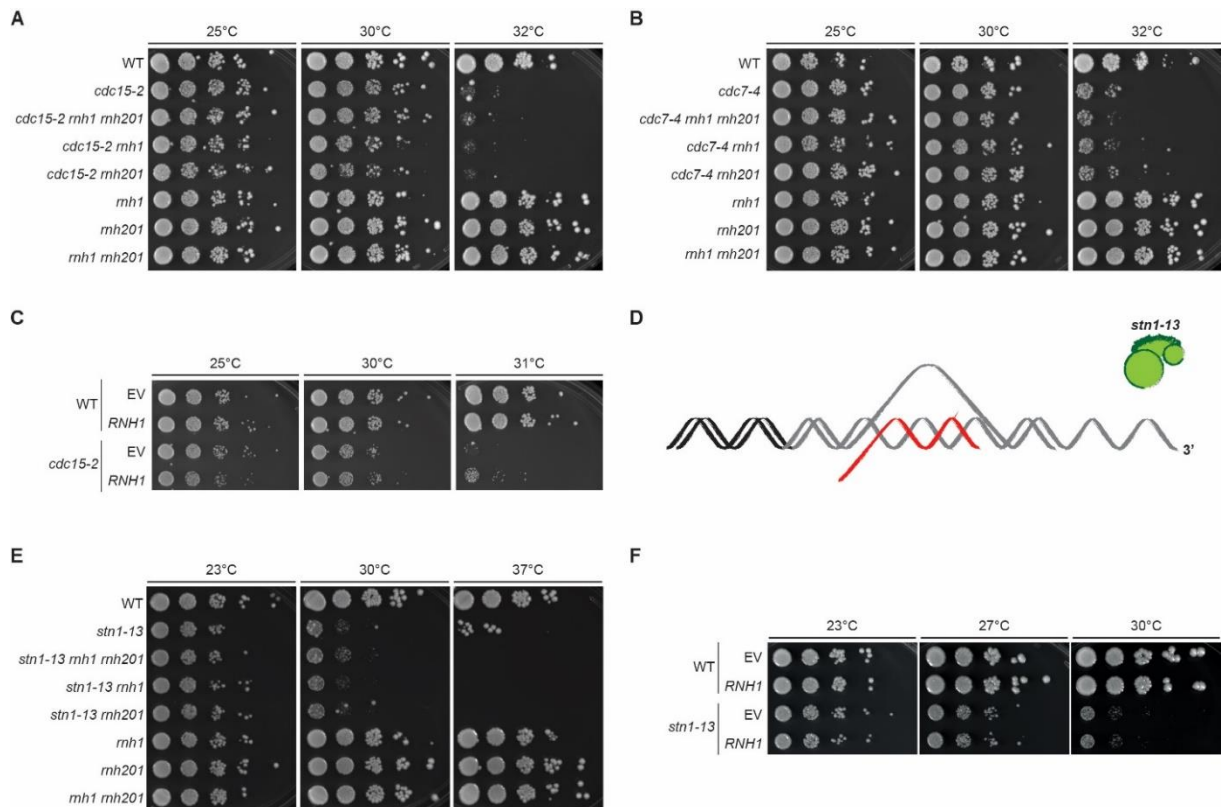 A
25°C 30°C 32°C
WT
cdc15-2
cdc15-2 rnh1 rnh201
cdc15-2 rnh1
cdc15-2 rnh201
rnh1
rnh201
rnh1 rnh201
B
25°C 30°C 32°C
WT
cdc7-4
cdc7-4 rnh1 rnh201
cdc7-4 rnh1
cdc7-4 rnh201
rnh1
rnh201
rnh1 rnh201
C
25°C 30°C 31°C
WT
EV
RNH1
cdc15-2
EV
RNH1
D
stn1-13
3'
E
23°C 30°C 37°C
WT
stn1-13
stn1-13 rnh1 rnh201
stn1-13 rnh1
stn1-13 rnh201
rnh1
rnh201
rnh1 rnh201
F
23°C 27°C 30°C
WT
EV
RNH1
stn1-13
EV
RNH1